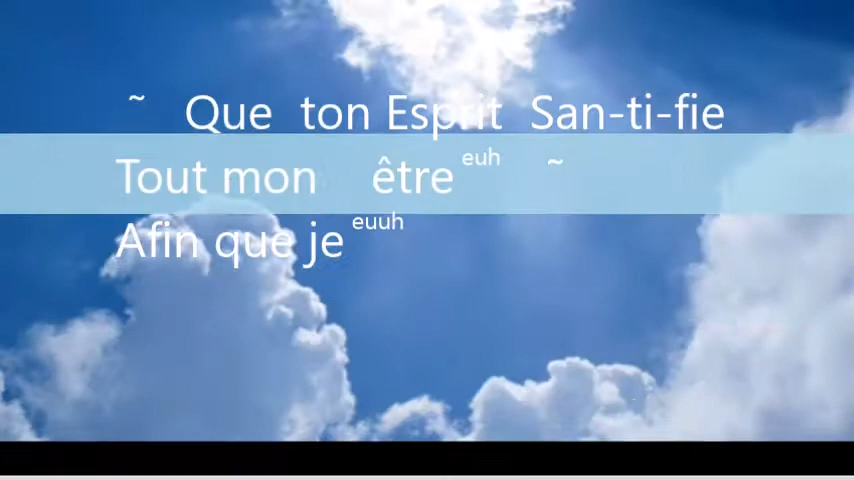 ~ Que ton Esprit San-ti-fie
Tout mon être euh ~
Afin que je euuh